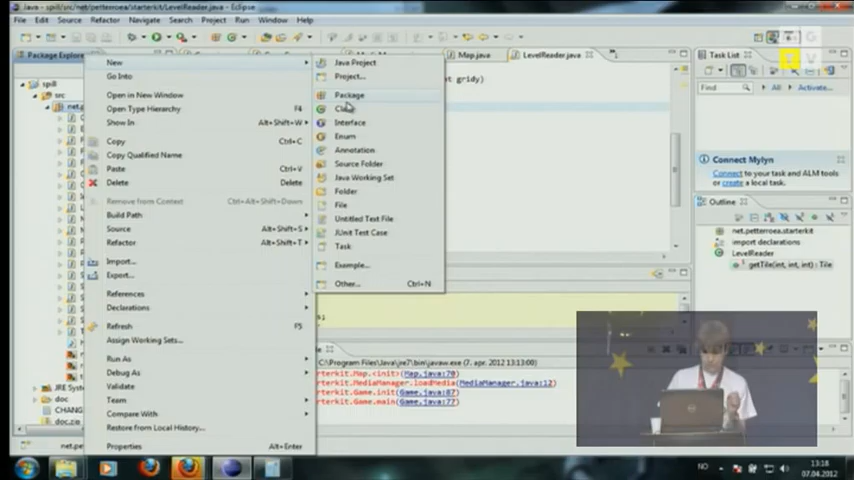 Java - spill/src/net/petterroea/starterkit/LevelReader.java - Eclipse
File Edit Source Refactor Navigate Search Project Run Window Help
Package Explorer
Map.java
LevelReader.java
Task List
spill
src
New
Go Into
Open in New Window
Open Type Hierarchy F4
Show In Alt+Shift+W
Copy Ctrl+C
Copy Qualified Name
Paste Ctrl+V
Delete Delete
Remove from Context Ctrl+Alt+Shift+Down
Build Path
Source Alt+Shift+S
Refactor Alt+Shift+T
Import...
Export...
References
Declarations
Refresh F5
Assign Working Sets...
Run As
Debug As
Validate
Team
Compare With
Restore from Local History...
Properties Alt+Enter
Java Project
Project...
Package
Class
Interface
Enum
Annotation
Source Folder
Java Working Set
Folder
File
Untitled Text File
JUnit Test Case
Task
Example...
Other... Ctrl+N
nt gridy)
Find
All
Activate...
Connect Mylyn
Connect to your task and ALM tools
or create a local task.
Outline
net.petterroea.starterkit
import declarations
LevelReader
getTile(int, int, int) : Tile
C:\Program Files\Java\jre7\bin\javaw.exe (7. apr. 2012 13:13:00)
rterkit.Map.<init>(Map.java:70)
rterkit.MediaManager.loadMedia(MediaManager.java:12)
rterkit.Game.init(Game.java:87)
rterkit.Game.main(Game.java:77)
JRE System
doc
CHANG
doc.zip
NO
13:18
07.04.2012